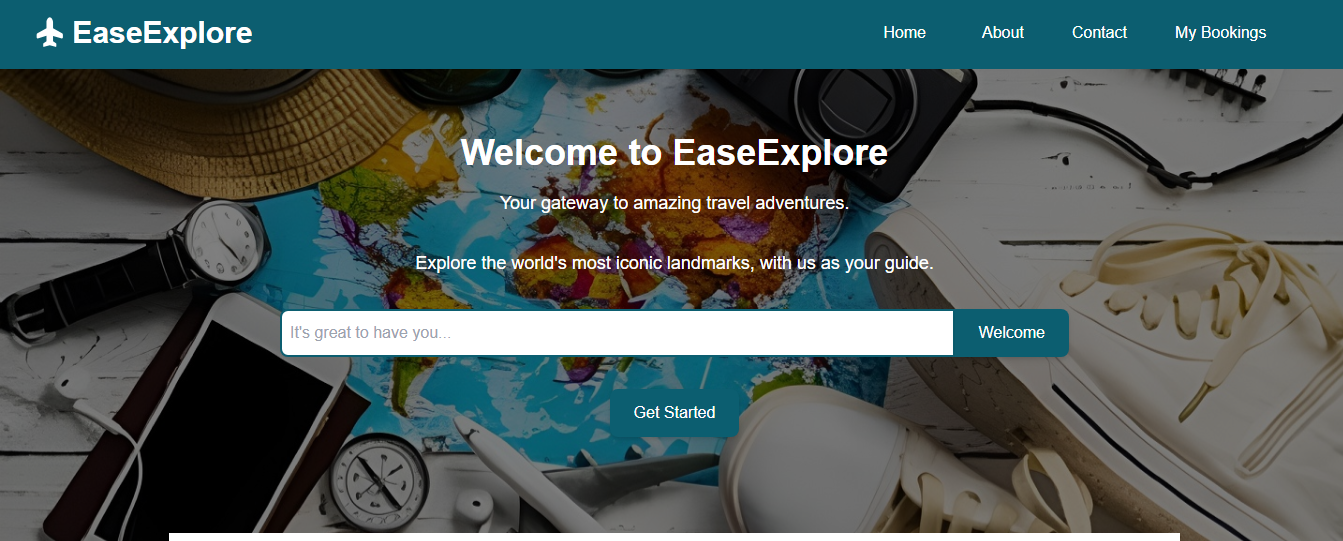 EaseExplore
Home About Contact My Bookings
Welcome to EaseExplore
Your gateway to amazing travel adventures.
Explore the world's most iconic landmarks, with us as your guide.
It's great to have you...
Welcome
Get Started